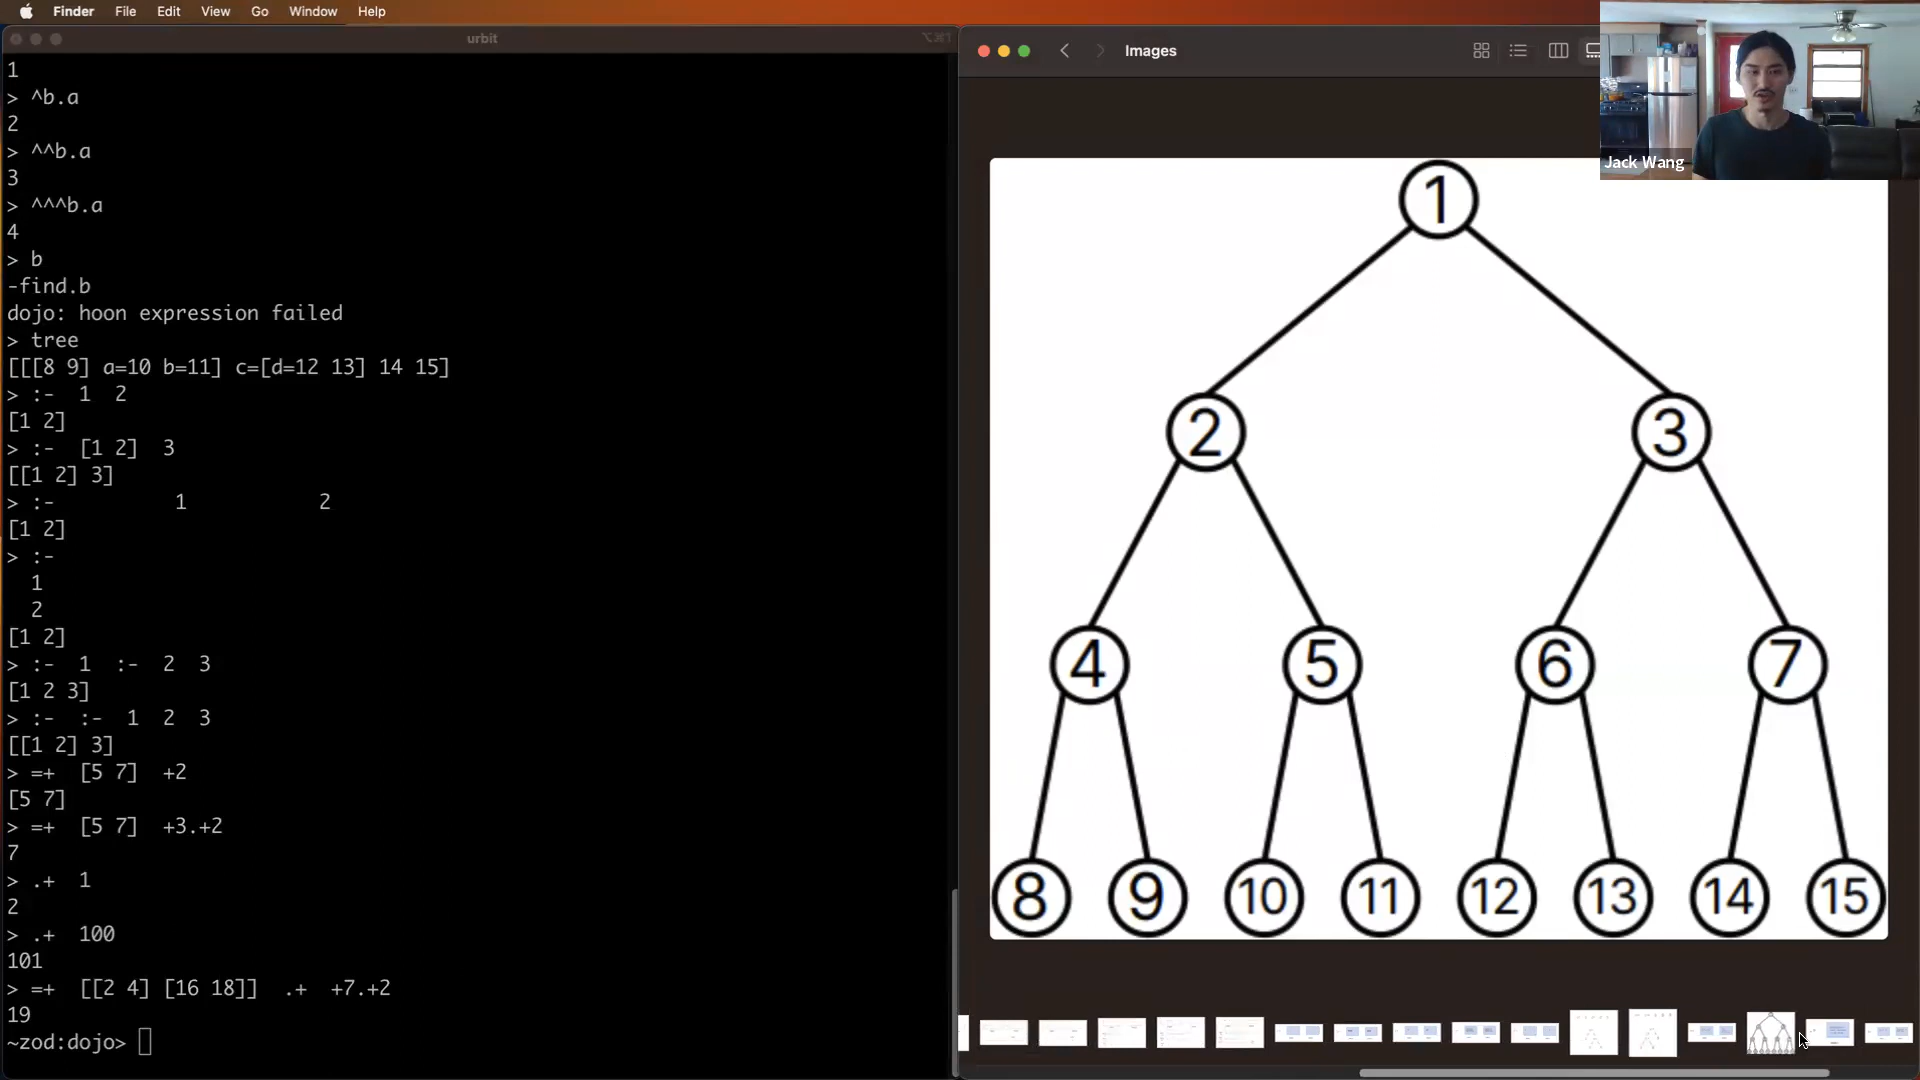 Finder File Edit View Go Window Help
urbit
⌥⌘1
1
> ^b.a
2
> ^^b.a
3
> ^^^b.a
4
> b
-find.b
dojo: hoon expression failed
> tree
[[[8 9] a=10 b=11] c=[d=12 13] 14 15]
> :-  1  2
[1 2]
> :-  [1 2]  3
[[1 2] 3]
> :-          1           2
[1 2]
> :-
1
2
[1 2]
> :-  1  :-  2  3
[1 2 3]
> :-  :-  1  2  3
[[1 2] 3]
> =+  [5 7]  +2
[5 7]
> =+  [5 7]  +3.+2
7
> .+  1
2
> .+  100
101
> =+  [[2 4] [16 18]]  .+  +7.+2
19
~zod:dojo>
Images
Jack Wang
1
2 3
4 5 6 7
8 9 10 11 12 13 14 15